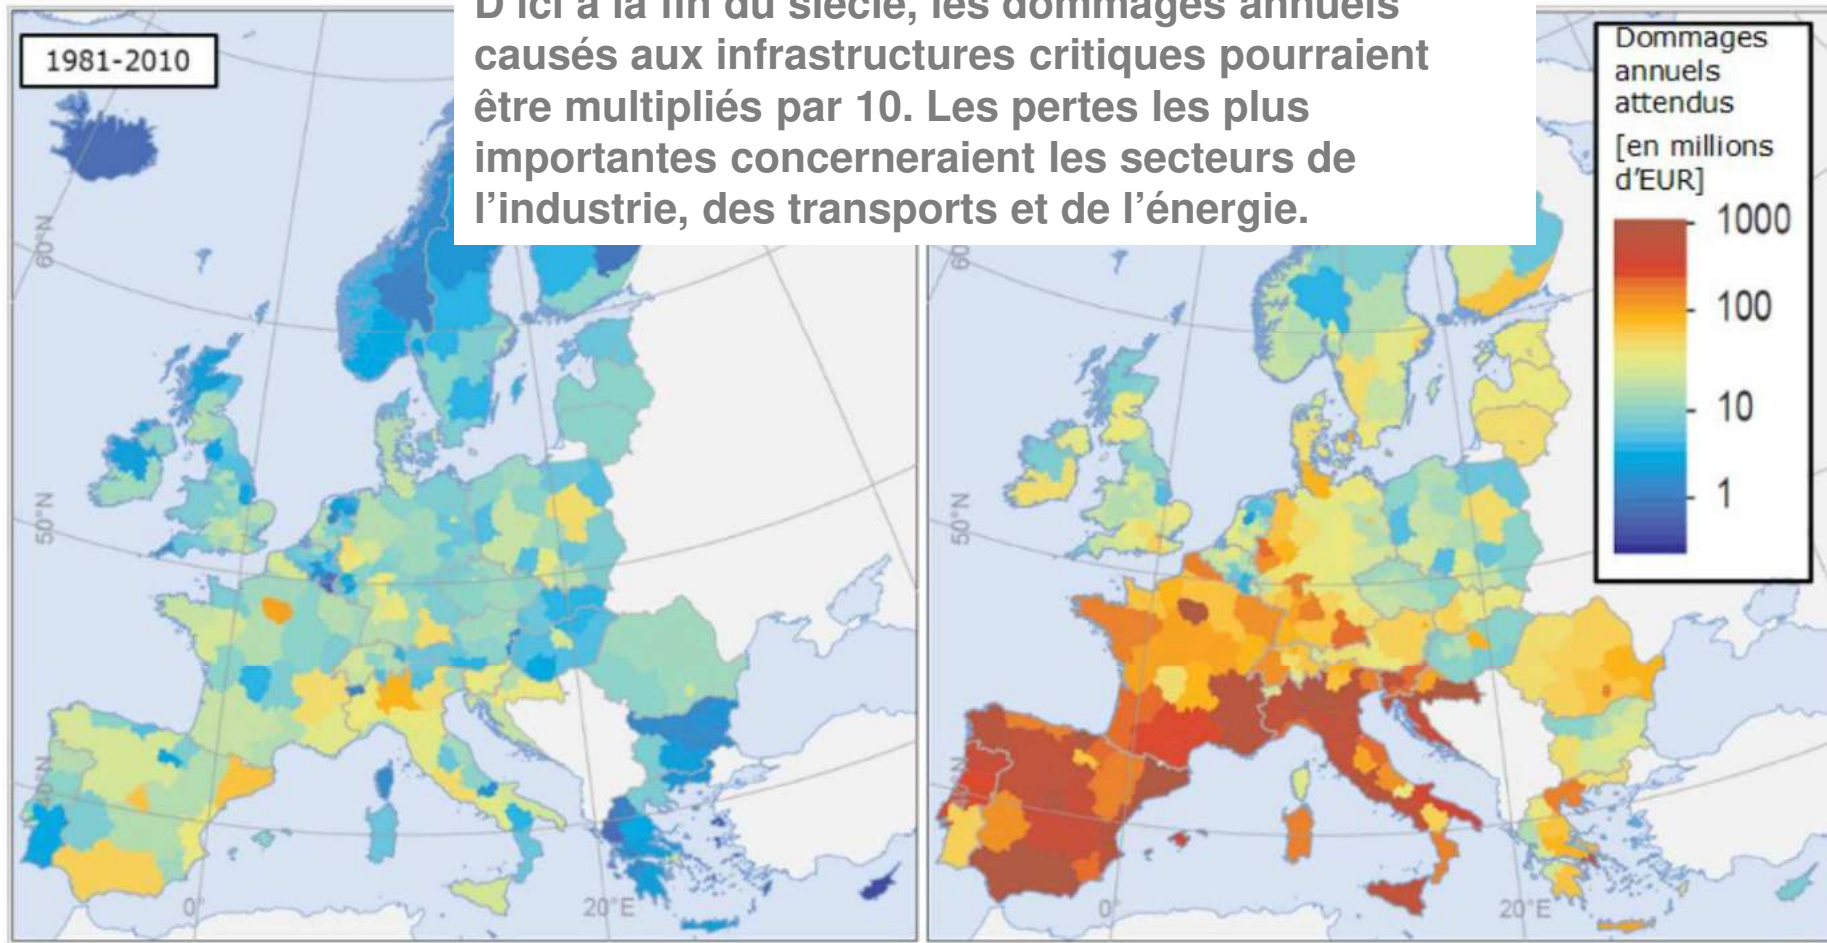 D'ici à la fin du siècle, les dommages annuels
causés aux infrastructures critiques pourraient
être multipliés par 10. Les pertes les plus
importantes concerneraient les secteurs de
l’industrie, des transports et de l’énergie.
1981-2010
60°N
50°N
0°
20°E
60
50°N
0°
20°E
Dommages
annuels
attendus
[en millions
d’EUR]
1000
100
10
1